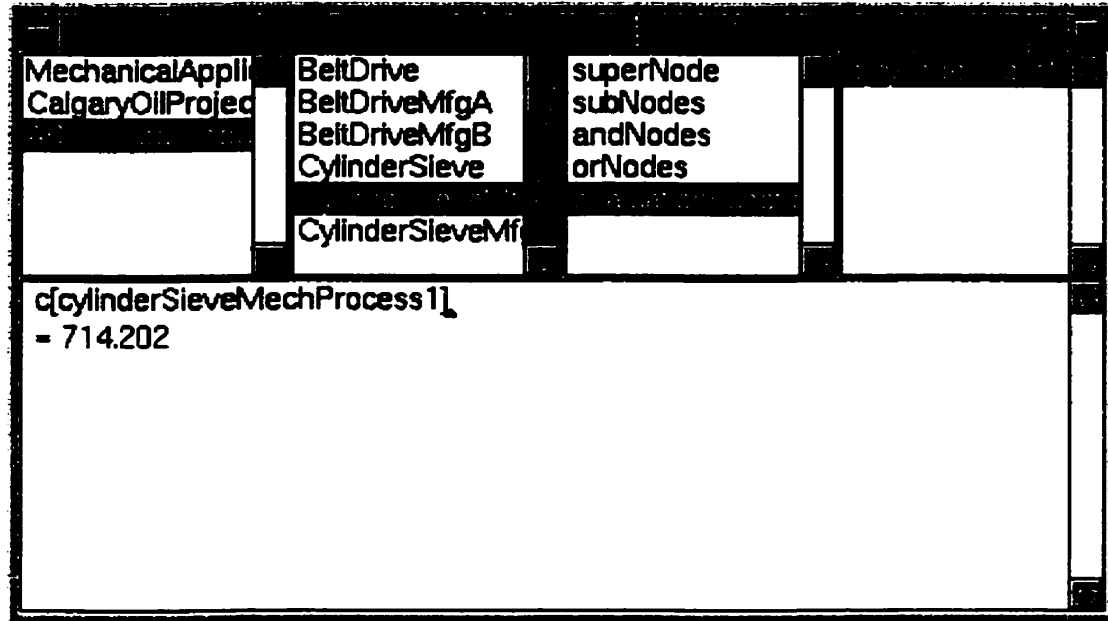 MechanicalAppli
CalgaryOilProjec
BeltDrive
BeltDriveMfgA
BeltDriveMfgB
CylinderSieve
CylinderSieveMf
superNode
subNodes
andNodes
orNodes
c[cylinderSieveMechProcess1]
= 714.202